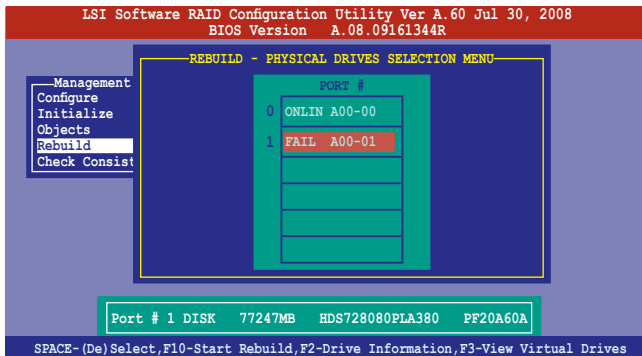 LSI Software RAID Configuration Utility Ver A.60 Jul 30, 2008
BIOS Version A.08.09161344R
REBUILD - PHYSICAL DRIVES SELECTION MENU
Management
Configure
Initialize
Objects
Rebuild
Check Consist
PORT #
0 ONLIN A00-00
1 FAIL A00-01
Port # 1 DISK 77247MB HDS728080PLA380 PF20A60A
SPACE-(De)Select,F10-Start Rebuild,F2-Drive Information,F3-View Virtual Drives